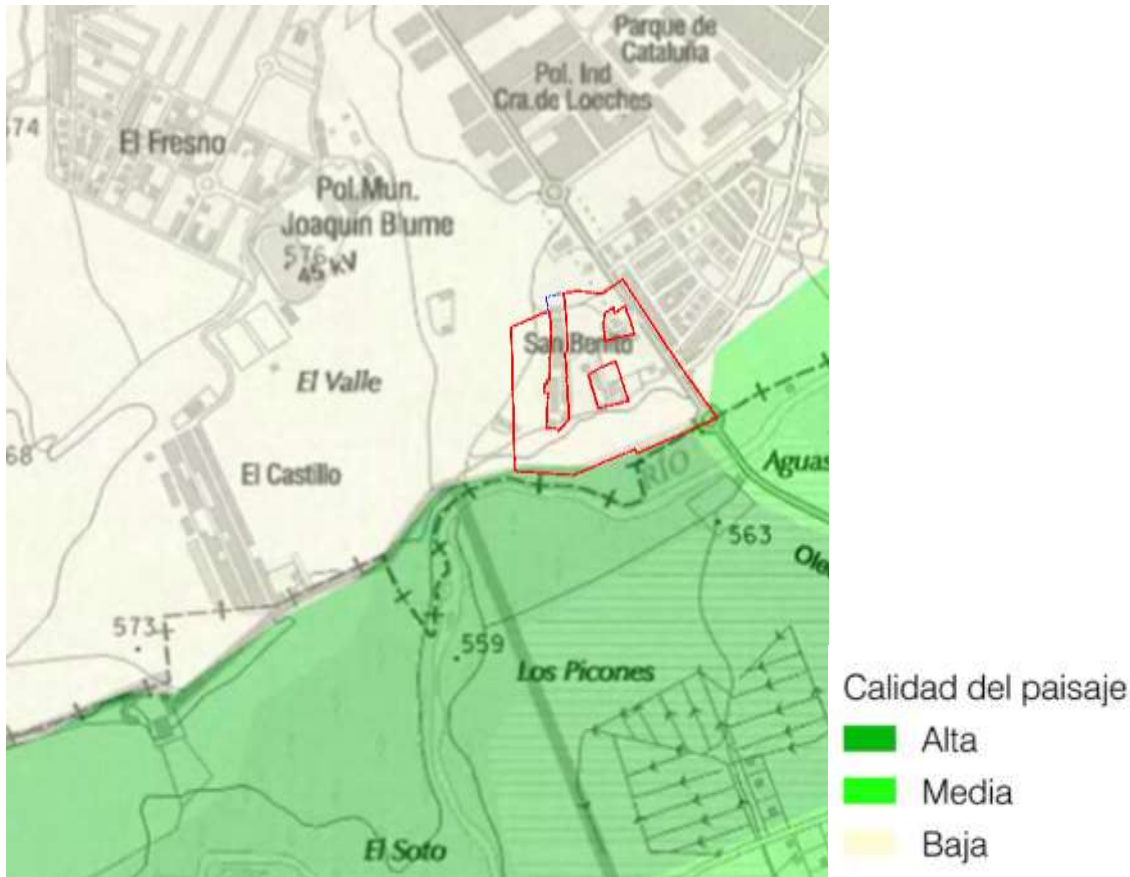 Parque de
Cataluña
Pol. Ind
Cra.de Loeches
74
El Fresno
Pol.Mun.
Joaquín Blume
576
45 KV
San Benito
El Valle
68
El Castillo
RÍO
Aguas
563
Ole
573
559
Los Picones
El Soto
Calidad del paisaje
Alta
Media
Baja